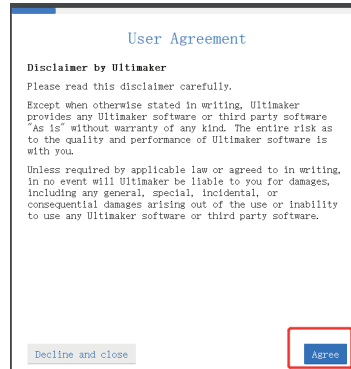 User Agreement
Disclaimer by Ultimaker
Please read this disclaimer carefully.
Except when otherwise stated in writing, Ultimaker
provides any Ultimaker software or third party software
"As is" without warranty of any kind. The entire risk as
to the quality and performance of Ultimaker software is
with you.
Unless required by applicable law or agreed to in writing,
in no event will Ultimaker be liable to you for damages,
including any general, special, incidental, or
consequential damages arising out of the use or inability
to use any Ultimaker software or third party software.
Decline and close
Agree